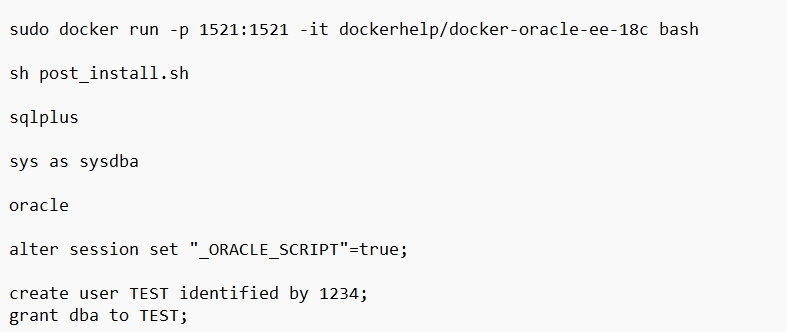 sudo docker run -p 1521:1521 -it dockerhelp/docker-oracle-ee-18c bash
sh post_install.sh
sqlplus
sys as sysdba
oracle
alter session set "_ORACLE_SCRIPT"=true;
create user TEST identified by 1234;
grant dba to TEST;